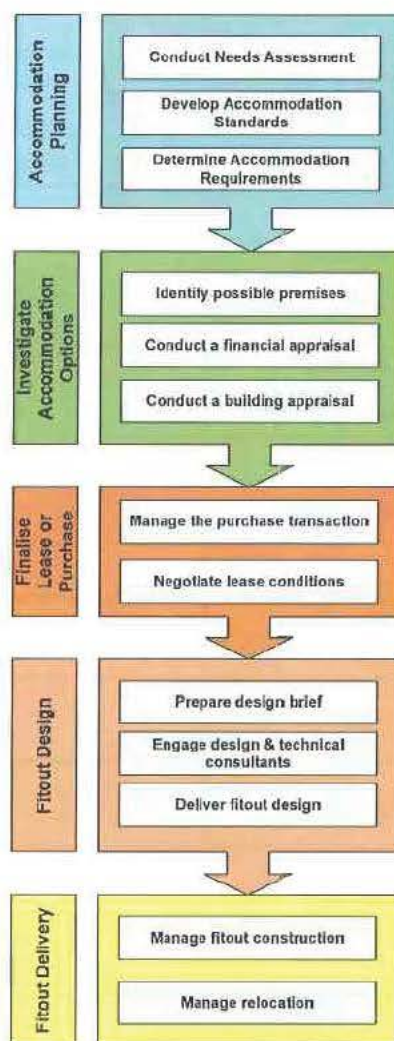 Accommodation
Planning
Conduct Needs Assessment
Develop Accommodation
Standards
Determine Accommodation
Requirements
Investigate
Accommodation
Options
Identify possible premises
Conduct a financial appraisal
Conduct a building appraisal
Finalise
Lease or
Purchase
Manage the purchase transaction
Negotiate lease conditions
Fitout Design
Prepare design brief
Engage design & technical
consultants
Deliver fitout design
Fitout Delivery
Manage fitout construction
Manage relocation